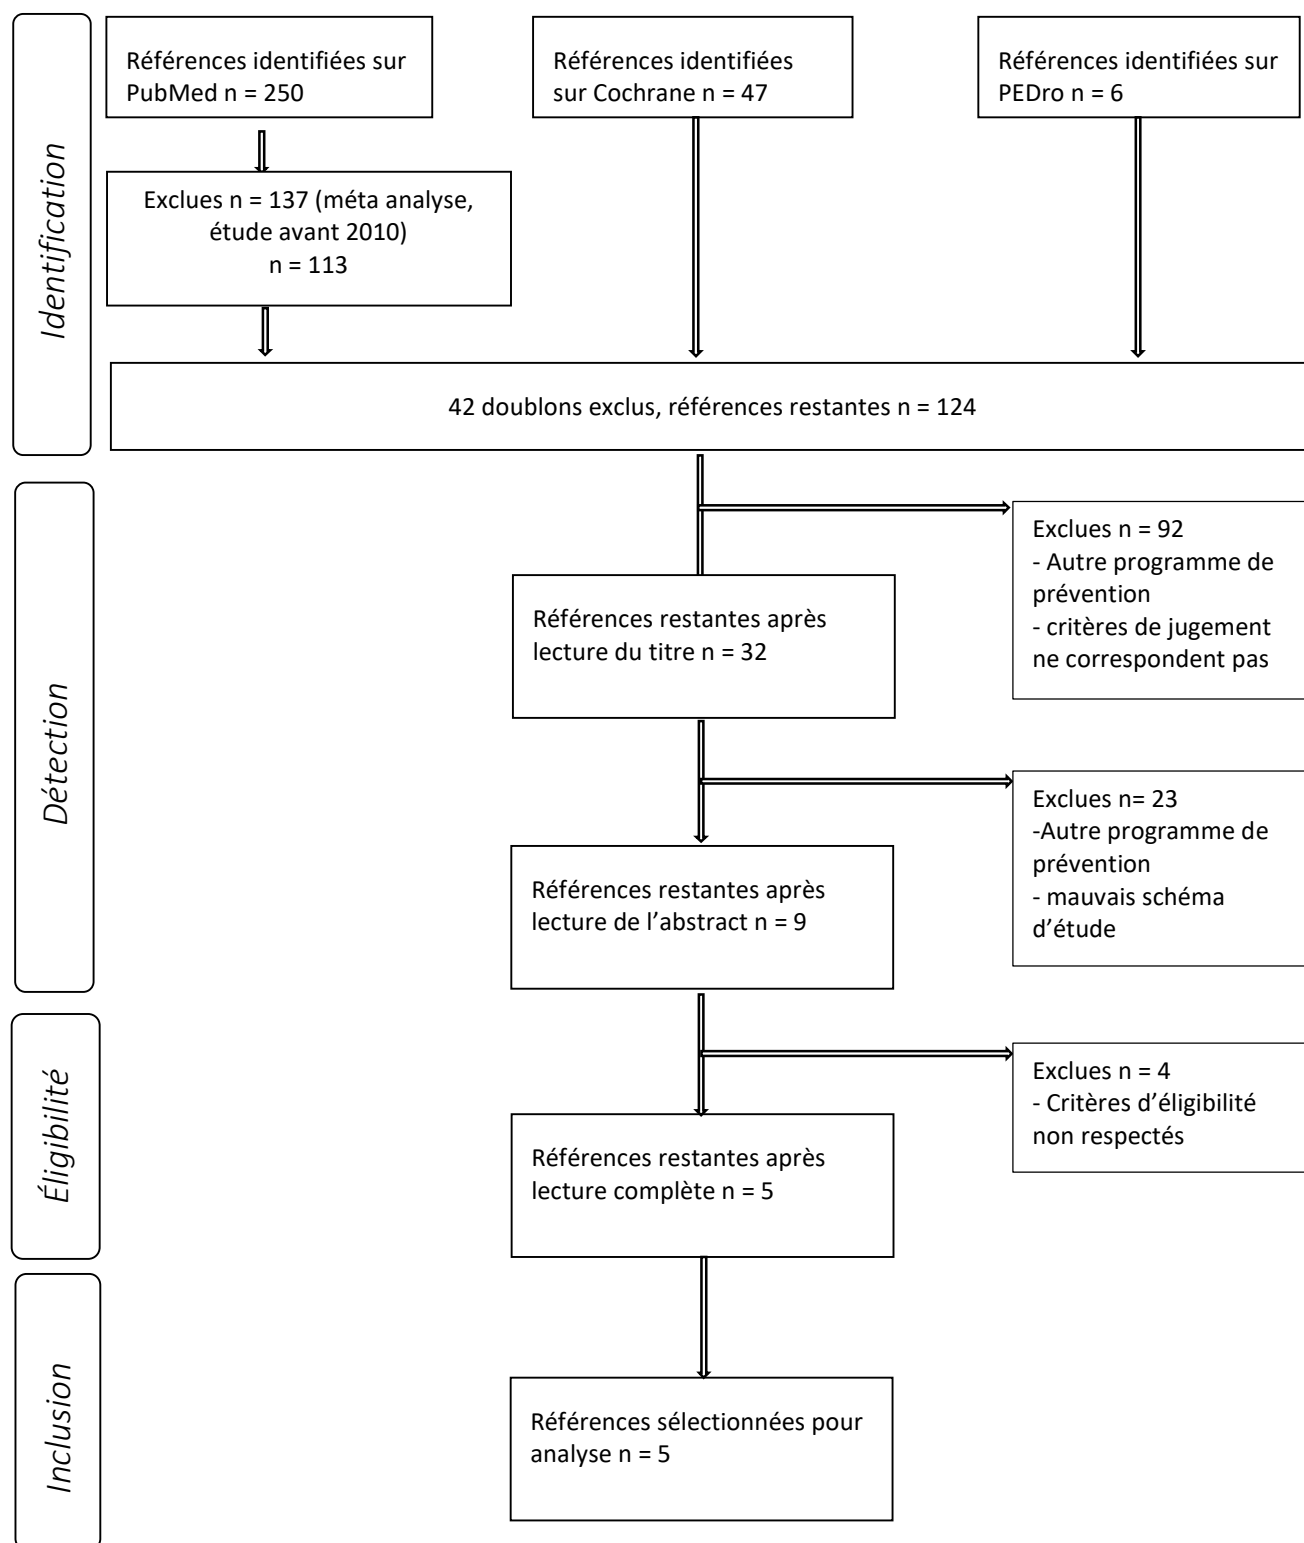 Identification
Références identifiées sur
PubMed n = 250
Références identifiées
sur Cochrane n = 47
Références identifiées sur
PEDro n = 6
Exclues n = 137 (méta analyse,
étude avant 2010)
n = 113
42 doublons exclus, références restantes n = 124
Détection
Exclues n = 92
- Autre programme de
prévention
- critères de jugement
ne correspondent pas
Références restantes après
lecture du titre n = 32
Exclues n= 23
-Autre programme de
prévention
- mauvais schéma
d’étude
Références restantes après
lecture de l’abstract n = 9
Éligibilité
Exclues n = 4
- Critères d’éligibilité
non respectés
Références restantes après
lecture complète n = 5
Inclusion
Références sélectionnées pour
analyse n = 5